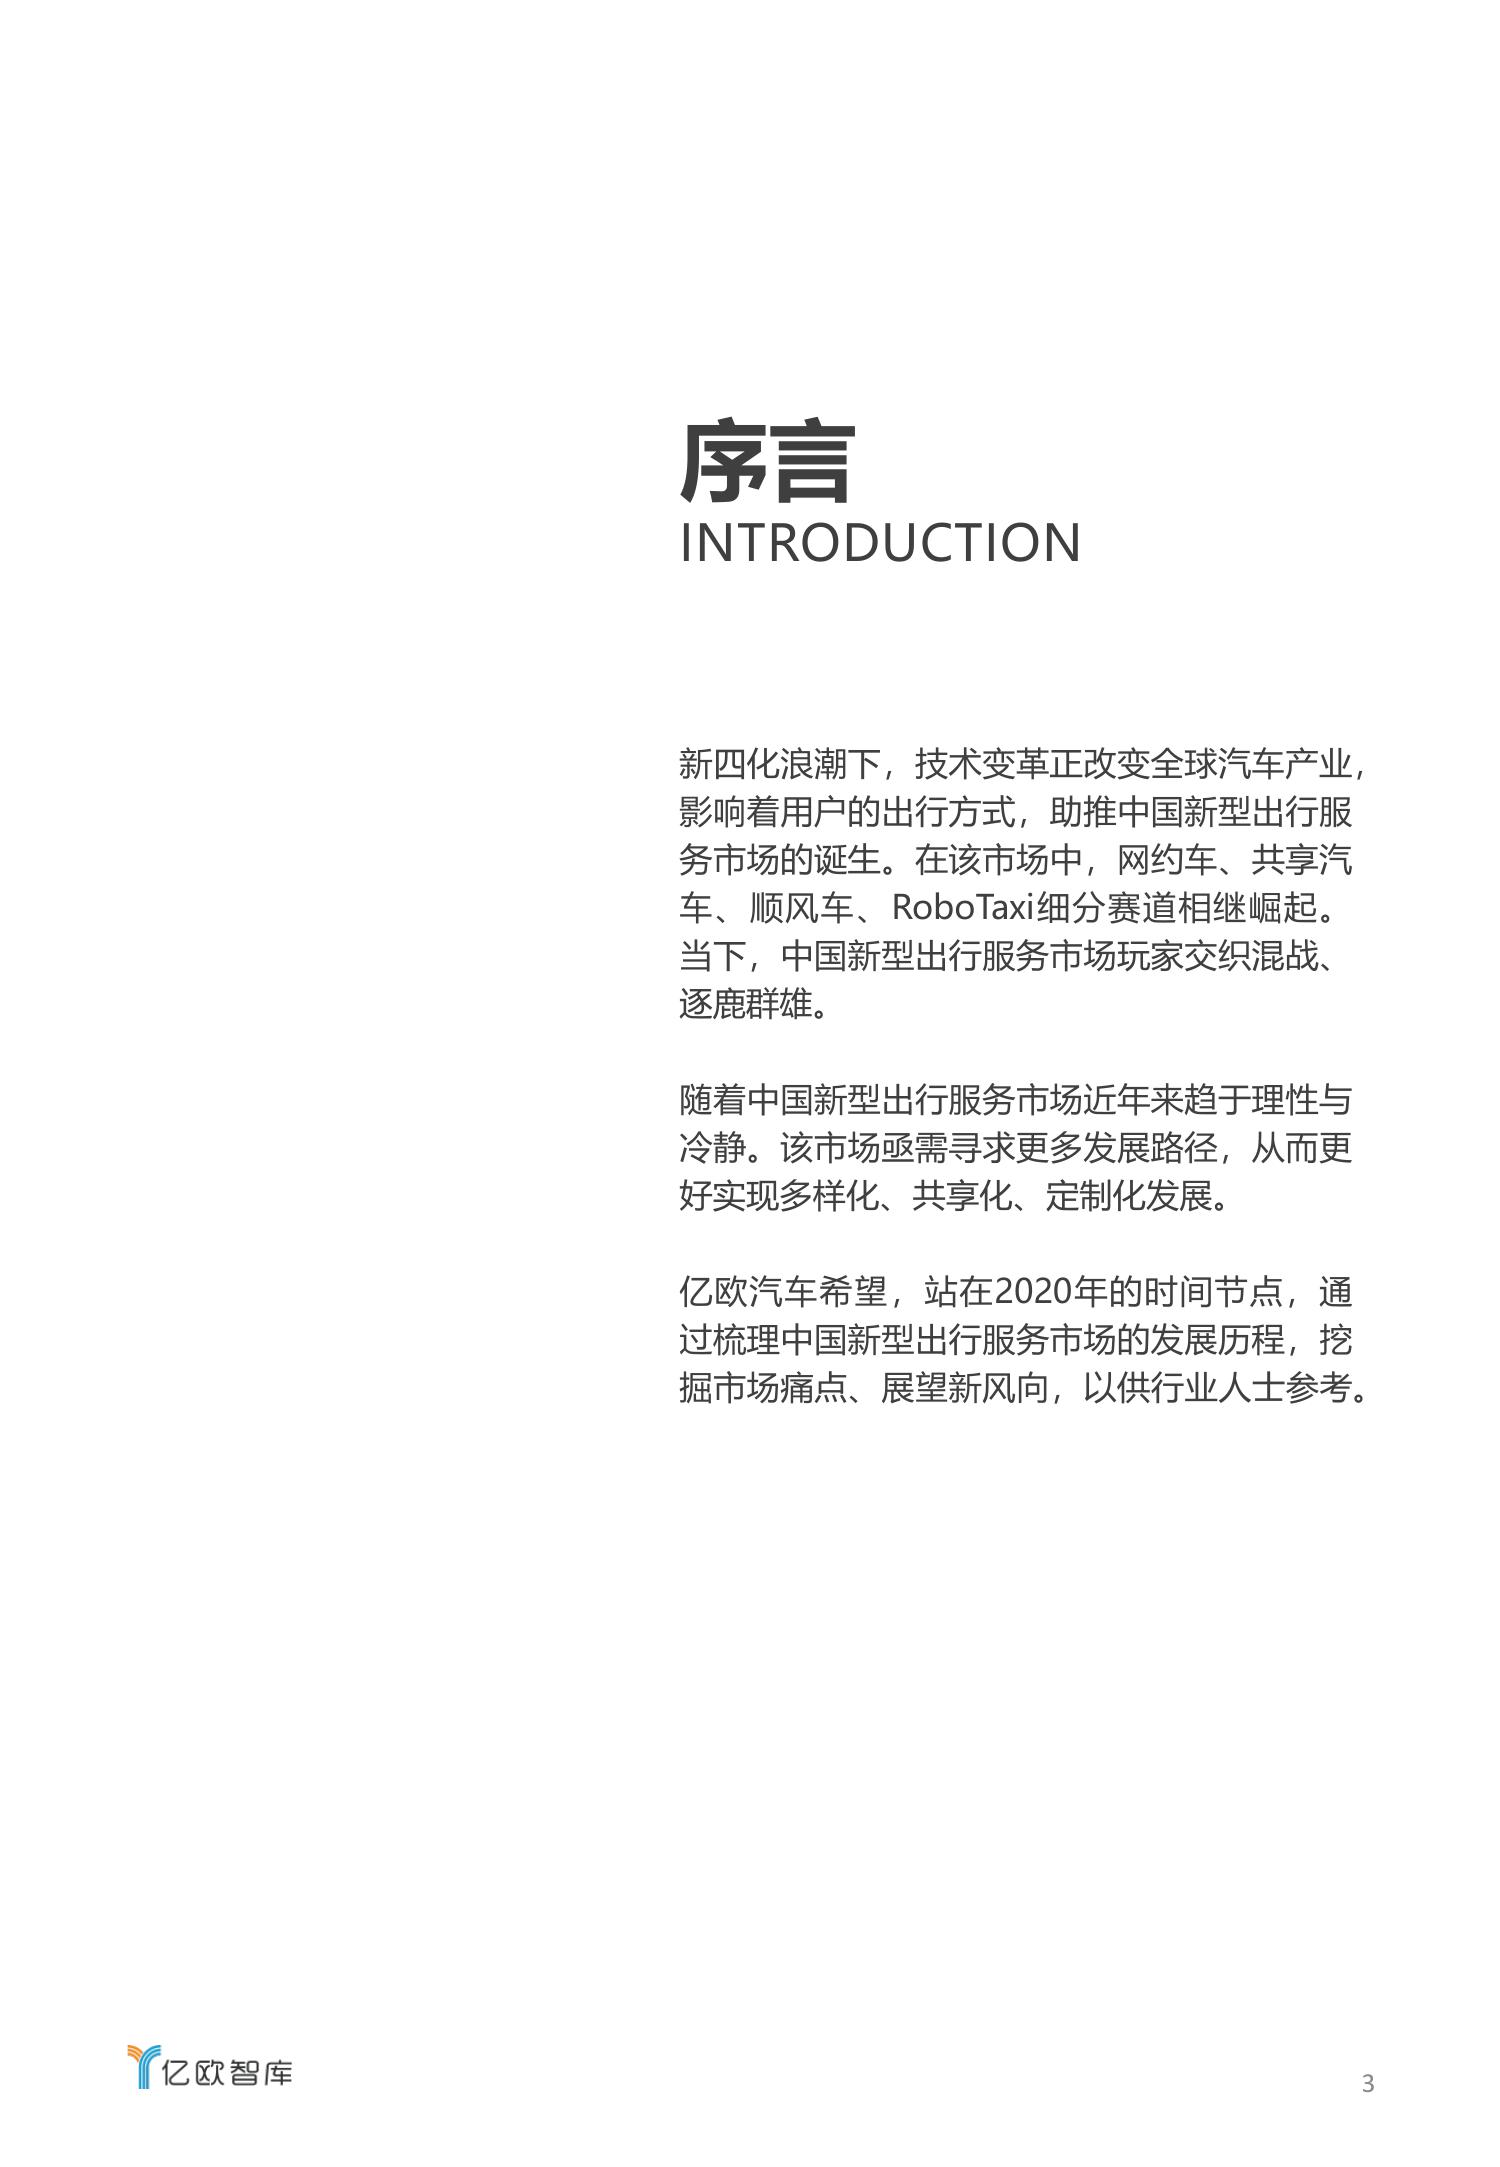 序言
INTRODUCTION
新四化浪潮下，技术变革正改变全球汽车产业，
影响着用户的出行方式，助推中国新型出行服
务市场的诞生。在该市场中，网约车、共享汽
车、顺风车、RoboTaxi细分赛道相继崛起。
当下，中国新型出行服务市场玩家交织混战、
逐鹿群雄。
随着中国新型出行服务市场近年来趋于理性与
冷静。该市场亟需寻求更多发展路径，从而更
好实现多样化、共享化、定制化发展。
亿欧汽车希望，站在2020年的时间节点，通
过梳理中国新型出行服务市场的发展历程，挖
掘市场痛点、展望新风向，以供行业人士参考。
亿欧智库
3